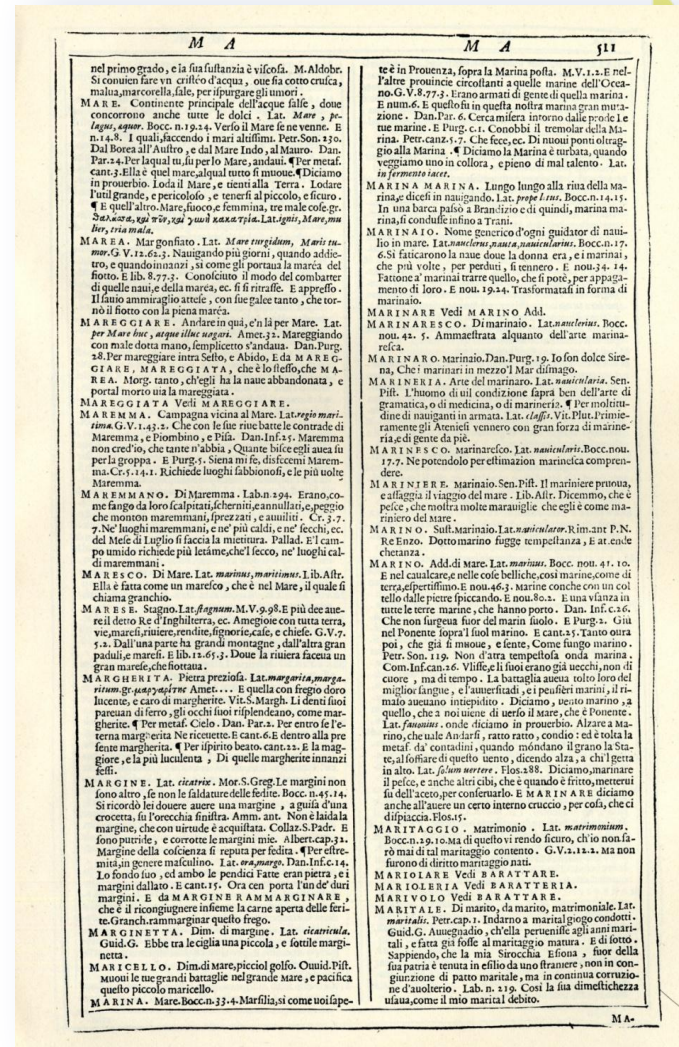 M A
M A 511
nel primo grado, e la sua sustanzia è viscosa. M.Aldobr.
Si conuien fare vn cristéo d'acqua, oue sia cotto crusca,
malua,marcorella,sale, per ispurgare gli umori.
MARE. Continente principale dell'acque salse, doue
concorrono anche tutte le dolci. Lat. Mare, pe-
lagus, æquor. Bocc. n.19.24. Verso il Mare se ne venne. E
n.14.8. I quali,faccendo i mari altissimi. Petr.Son. 230.
Dal Borea all'Austro, e dal Mare Indo, al Mauro. Dan.
Par.24. Per laqual tu,su per lo Mare, andaui. ¶Per metaf.
cant.3. Ella è quel mare,alqual tutto si muoue.¶Diciamo
in prouerbio. Loda il Mare, e tienti alla Terra. Lodare
l'util grande, e pericoloso, e tenersi al piccolo, e sicuro.
¶ E quell'altro. Mare,fuoco,e femmina, tre male cose.gr.
Lat.ignis, Mare,mu
lier, tria mala.
MAREA. Mar gonfiato. Lat. Mare turgidum, Maris tu-
mor.G.V.12.62.3. Nauigando più giorni, quando addie-
tro, e quando innanzi, si come gli portaua la maréa del
fiotto. E lib. 8.77.3. Conosciuto il modo del combatter
di quelle naui,e della maréa, ec. sì si ritrasse. E appresso.
Il sauio ammiraglio attese, con sue galee tanto, che tor-
nò il fiotto con la piena maréa.
MAREGGIARE. Andare in quà, e'n là per Mare. Lat.
per Mare huc, atque illuc uagari. Amet.32. Mareggiando
con male dotta mano, semplicetto s'andaua. Dan.Purg.
28.Per mareggiare intra Sesto, e Abido, E da MAREG-
GIARE, MAREGGIATA, che è lo stesso,che MA-
REA. Morg. tanto, ch'egli ha la naue abbandonata, e
portal morto uia la mareggiata.
MAREGGIATA Vedi MAREGGIARE.
MAREMMA. Campagna vicina al Mare. Lat.regio mari-
tima.G.V.1.43.2. Che con le sue riue batte le contrade di
Maremma, e Piombino, e Pisa. Dan.Inf.25. Maremma
non cred'io, che tante n'abbia, Quante bisce egli auea su
per la groppa. E Purg.5. Siena mi fe, disfecemi Marem-
ma.Cr.5.14.1. Richiede luoghi sabbionosi, e le più volte
Maremma.
MAREMMANO. Di Maremma. Lab.n.294. Erano,co-
me fango da loro scalpitati,scherniti,e annullati,e,peggio
che monton maremmani,sprezzati, e auuiliti. Cr. 3.7.
7.Ne' luoghi maremmani, e ne' più caldi, e ne' secchi, ec.
del Mese di Luglio si faccia la mietitura. Pallad. E'l cam-
po umido richiede più letáme,che'l secco, ne' luoghi cal-
di maremmani.
MARESCO. Di Mare. Lat. marinus,maritimus.Lib.Astr.
Ella è fatta come un maresco, che è nel Mare, il quale si
chiama granchio.
MARESE. Stagno.Lat.stagnum.M.V.9.98.E più dee aue-
re il detto Re d'Inghilterra, ec. Amegioie con tutta terra,
vie,maresi,riuiere,rendite,signorie,case, e chiese. G.V.7.
5.2. Dall'una parte ha grandi montagne, dall'altra gran
paduli,e maresi. E lib.12.65.3. Doue la riuiera faceua un
gran marese,che fiottaua.
MARGHERITA. Pietra preziosa. Lat.margarita,marga-
ritum.gr.μαργαρίτης Amet.... E quella con fregio doro
lucente, e caro di margherite. Vit.S.Margh. Li denti suoi
pareuan di ferro, gli occhi suoi risplendeano, come mar-
gherite. ¶ Per metaf. Cielo. Dan. Par.2. Per entro se l'e-
terna margherita Ne riceuette. E cant.6. E dentro alla pre
sente margherita. ¶ Per ispirito beato. cant.22. E la mag-
giore, e la più luculenta, Di quelle margherite innanzi
fessi.
MARGINE. Lat. cicatrix. Mor.S.Greg. Le margini non
sono altro, se non le saldature delle fedite. Bocc. n.45.14.
Si ricordò lei douere auere una margine, a guisa d'una
crocetta, su l'orecchia sinistra. Amm. ant. Non è laida la
margine, che con uirtude è acquistata. Collaz.S.Padr. E
sono putride, e corrotte le margini mie. Albert.cap.32.
Margine della coscienza si reputa per fedita. ¶Per estre-
mità,in genere masculino. Lat.ora,margo. Dan.Inf.c.14.
Lo fondo suo, ed ambo le pendici Fatte eran pietra, e i
margini dallato. E cant.15. Ora cen porta l'un de' duri
margini. E da MARGINE RAMMARGINARE,
che è il ricongiugnere insieme la carne aperta delle feri-
te. Granch.rammarginar questo frego.
MARGINETTA. Dim. di margine. Lat. cicatricula.
Guid.G. Ebbe tra le ciglia una piccola, e sottile margi-
netta.
MARICELLO. Dim.di Mare,picciol golfo. Ouuid.Pist.
Muoui le tue grandi battaglie nel grande Mare, e pacifica
questo piccolo maricello.
MARINA. Mare.Bocc.n.33.4. Marsilia,si come uoi sape-
te è in Prouenza, sopra la Marina posta. M.V.1.2.E nel-
l'altre prouincie circostanti a quelle marine dell'Ocea-
no.G.V.8.77.3. Erano armati di gente di quella marina.
E num.6. E questo fu in questa nostra marina gran muta-
zione. Dan.Par.6. Cerca misera intorno dalle prode l e
tue marine. E Purg. c.1. Conobbi il tremolar della Ma-
rina. Petr.canz.5.7. Che fece, ec. Di nuoui ponti oltrag-
gio alla Marina. ¶ Diciamo la Marina è turbata, quando
veggiamo uno in collora, e pieno di mal talento. Lat.
in fermento iacet.
MARINA MARINA. Lungo lungo alla riua della Ma-
rina,e dicesi in nauigando. Lat. prope litus. Bocc. n.14.15.
In una barca passò a Brandizio e di quindi, marina ma-
rina,si condusse infino a Trani.
MARINAIO. Nome generico d'ogni guidator di naui-
lio in mare. Lat.nauclerus,nauta,nauicularius. Bocc.n.17.
6.Si faticarono la naue doue la donna era, e i marinai,
che più volte, per perduti, si tennero. E nou.34. 14.
Fattone a' marinai trarre quello, che si potè, per appaga-
mento di loro. E nou. 19.24. Trasformatasi in forma di
marinaio.
MARINARE Vedi MARINO Add.
MARINARESCO. Di marinaio. Lat.nauclerius. Bocc.
nou. 42. 5. Ammaestrata alquanto dell'arte marina-
resca.
MARINARO. Marinaio.Dan.Purg. 19. Io son dolce Sire-
na, Che i marinari in mezzo'l Mar dismago.
MARINERIA. Arte del marinaro. Lat.nauicularia. Sen.
Pist. L'huomo di uil condizione saprà ben dell'arte di
gramatica, o di medicina, o di marineria. ¶ Per moltitu-
dine di nauiganti in armata. Lat. classis. Vit.Plut.Primie-
ramente gli Ateniesi vennero con gran forza di marine-
ria,e di gente da piè.
MARINESCO. Marinaresco. Lat.nauicularis.Bocc.nou.
17.7. Ne potendolo per estimazion marinesca compren-
dere.
MARINIERE. Marinaio.Sen.Pist. Il mariniere pruoua,
e assaggia il viaggio del mare. Lib.Astr. Dicemmo, che è
pesce, che mostra molte marauiglie che egli è come ma-
riniero del mare.
MARINO. Sust.Marinaio.Lat.nauiculator.Rim.ant P.N.
Re Enzo. Dotto marino fugge tempestanza, E at.ende
chetanza.
MARINO. Add.di Mare. Lat.marinus. Bocc. nou. 41. 10.
E nel caualcare,e nelle cose belliche,così marine,come di
terra,espertissimo.E nou.46.3. Marine conche con un col
tello dalle pietre spiccando. E nou.80.2. E una vsanza in
tutte le terre marine, che hanno porto. Dan. Inf.c.26.
Che non surgeua fuor del marin suolo. E Purg.2. Giù
nel Ponente sopra'l suol marino. E cant.25.Tanto oura
poi, che già si muoue, e sente, Come fungo marino.
Petr. Son. 119. Non d'atra tempestosa onda marina.
Com.Inf.can.26. Vlisse,e li suoi erano già uecchi,non di
cuore, ma di tempo. La battaglia aueua tolto loro del
miglior sangue, e l'auuersitadi, e i pensieri marini, il ri-
maso aueuano intiepidito. Diciamo, uento marino, a
quello, che a noi uiene di uerso il Mare, che è Ponente.
Lat. fauonius. onde diciamo in prouerbio. Alzare a Ma-
rino, che uale Andarsi, ratto ratto, condio: ed è tolta la
metaf. da' contadini, quando móndano il grano la Sta-
te,al soffiare di questo uento, dicendo alza, a chi'l getta
in alto. Lat. solum uertere. Flos.288. Diciamo,marinare
il pesce, e anche altri cibi, che è quando è fritto,metterui
su dell'aceto,per conseruarlo. E MARINARE diciamo
anche all'auere un certo interno cruccio, per cosa, che ci
dispiaccia.Flos.15.
MARITAGGIO. Matrimonio. Lat. matrimonium.
Bocc.n.29.10.Ma di questo vi rendo sicuro, ch'io non sa-
rò mai di tal maritaggio contento. G.V.2.12.2. Ma non
furono di diritto maritaggio nati.
MARIOLARE Vedi BARATTARE.
MARIOLERIA Vedi BARATTERIA.
MARIVOLO Vedi BARATTARE.
MARITALE. Di marito, da marito, matrimoniale. Lat.
maritalis. Petr.cap.1. Indarno a marital giogo condotti.
Guid.G. Auuegnadio, ch'ella peruenisse agli anni mari-
tali, e fatta già fosse al maritaggio matura. E di sotto.
Sappiendo, che la mia Sirocchia Esiona, fuor della
sua patria è tenuta in esilio da uno straniere, non in con-
giunzione di patto maritale, ma in continua corruzio-
ne d'auolterio. Lab. n. 219. Così la sua dimestichezza
usaua,come il mio marital debito.
MA-